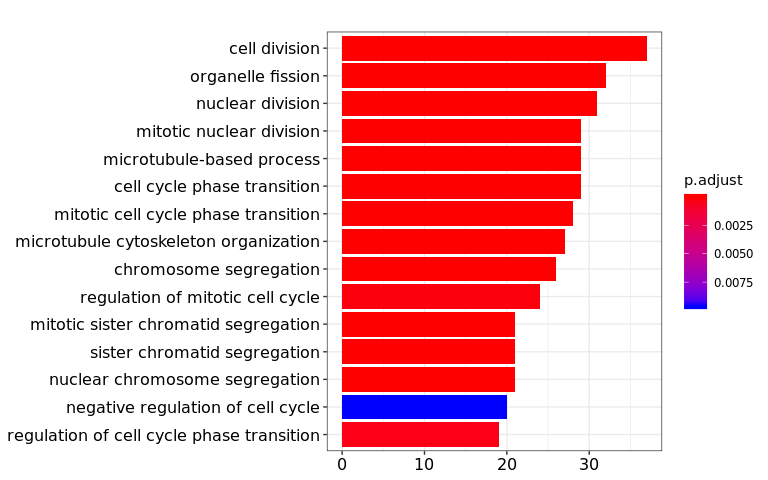 cell division
organelle fission
nuclear division
mitotic nuclear division
microtubule-based process
cell cycle phase transition
mitotic cell cycle phase transition
microtubule cytoskeleton organization
chromosome segregation
regulation of mitotic cell cycle
mitotic sister chromatid segregation
sister chromatid segregation
nuclear chromosome segregation
negative regulation of cell cycle
regulation of cell cycle phase transition
0 10 20 30
p.adjust
0.0025
0.0050
0.0075